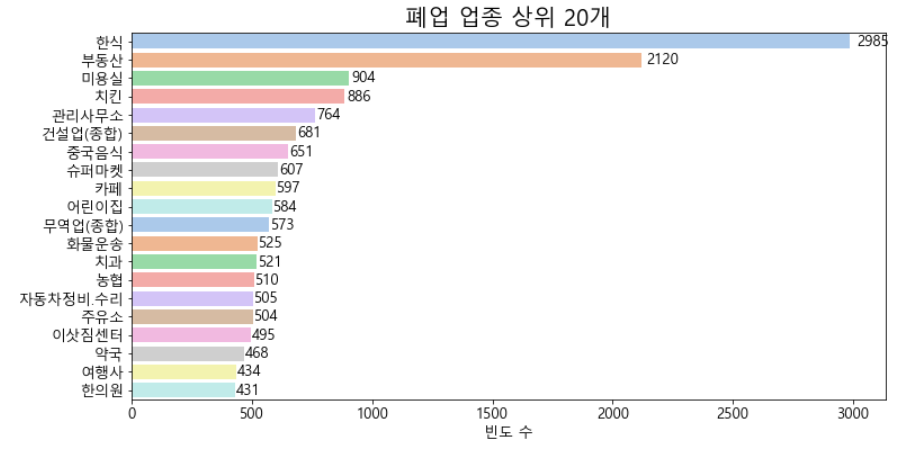 폐업 업종 상위 20개
한식 2985
부동산 2120
미용실 904
치킨 886
관리사무소 764
건설업(종합) 681
중국음식 651
슈퍼마켓 607
카페 597
어린이집 584
무역업(종합) 573
화물운송 525
치과 521
농협 510
자동차정비.수리 505
주유소 504
이삿짐센터 495
약국 468
여행사 434
한의원 431
0 500 1000 1500 2000 2500 3000
빈도 수